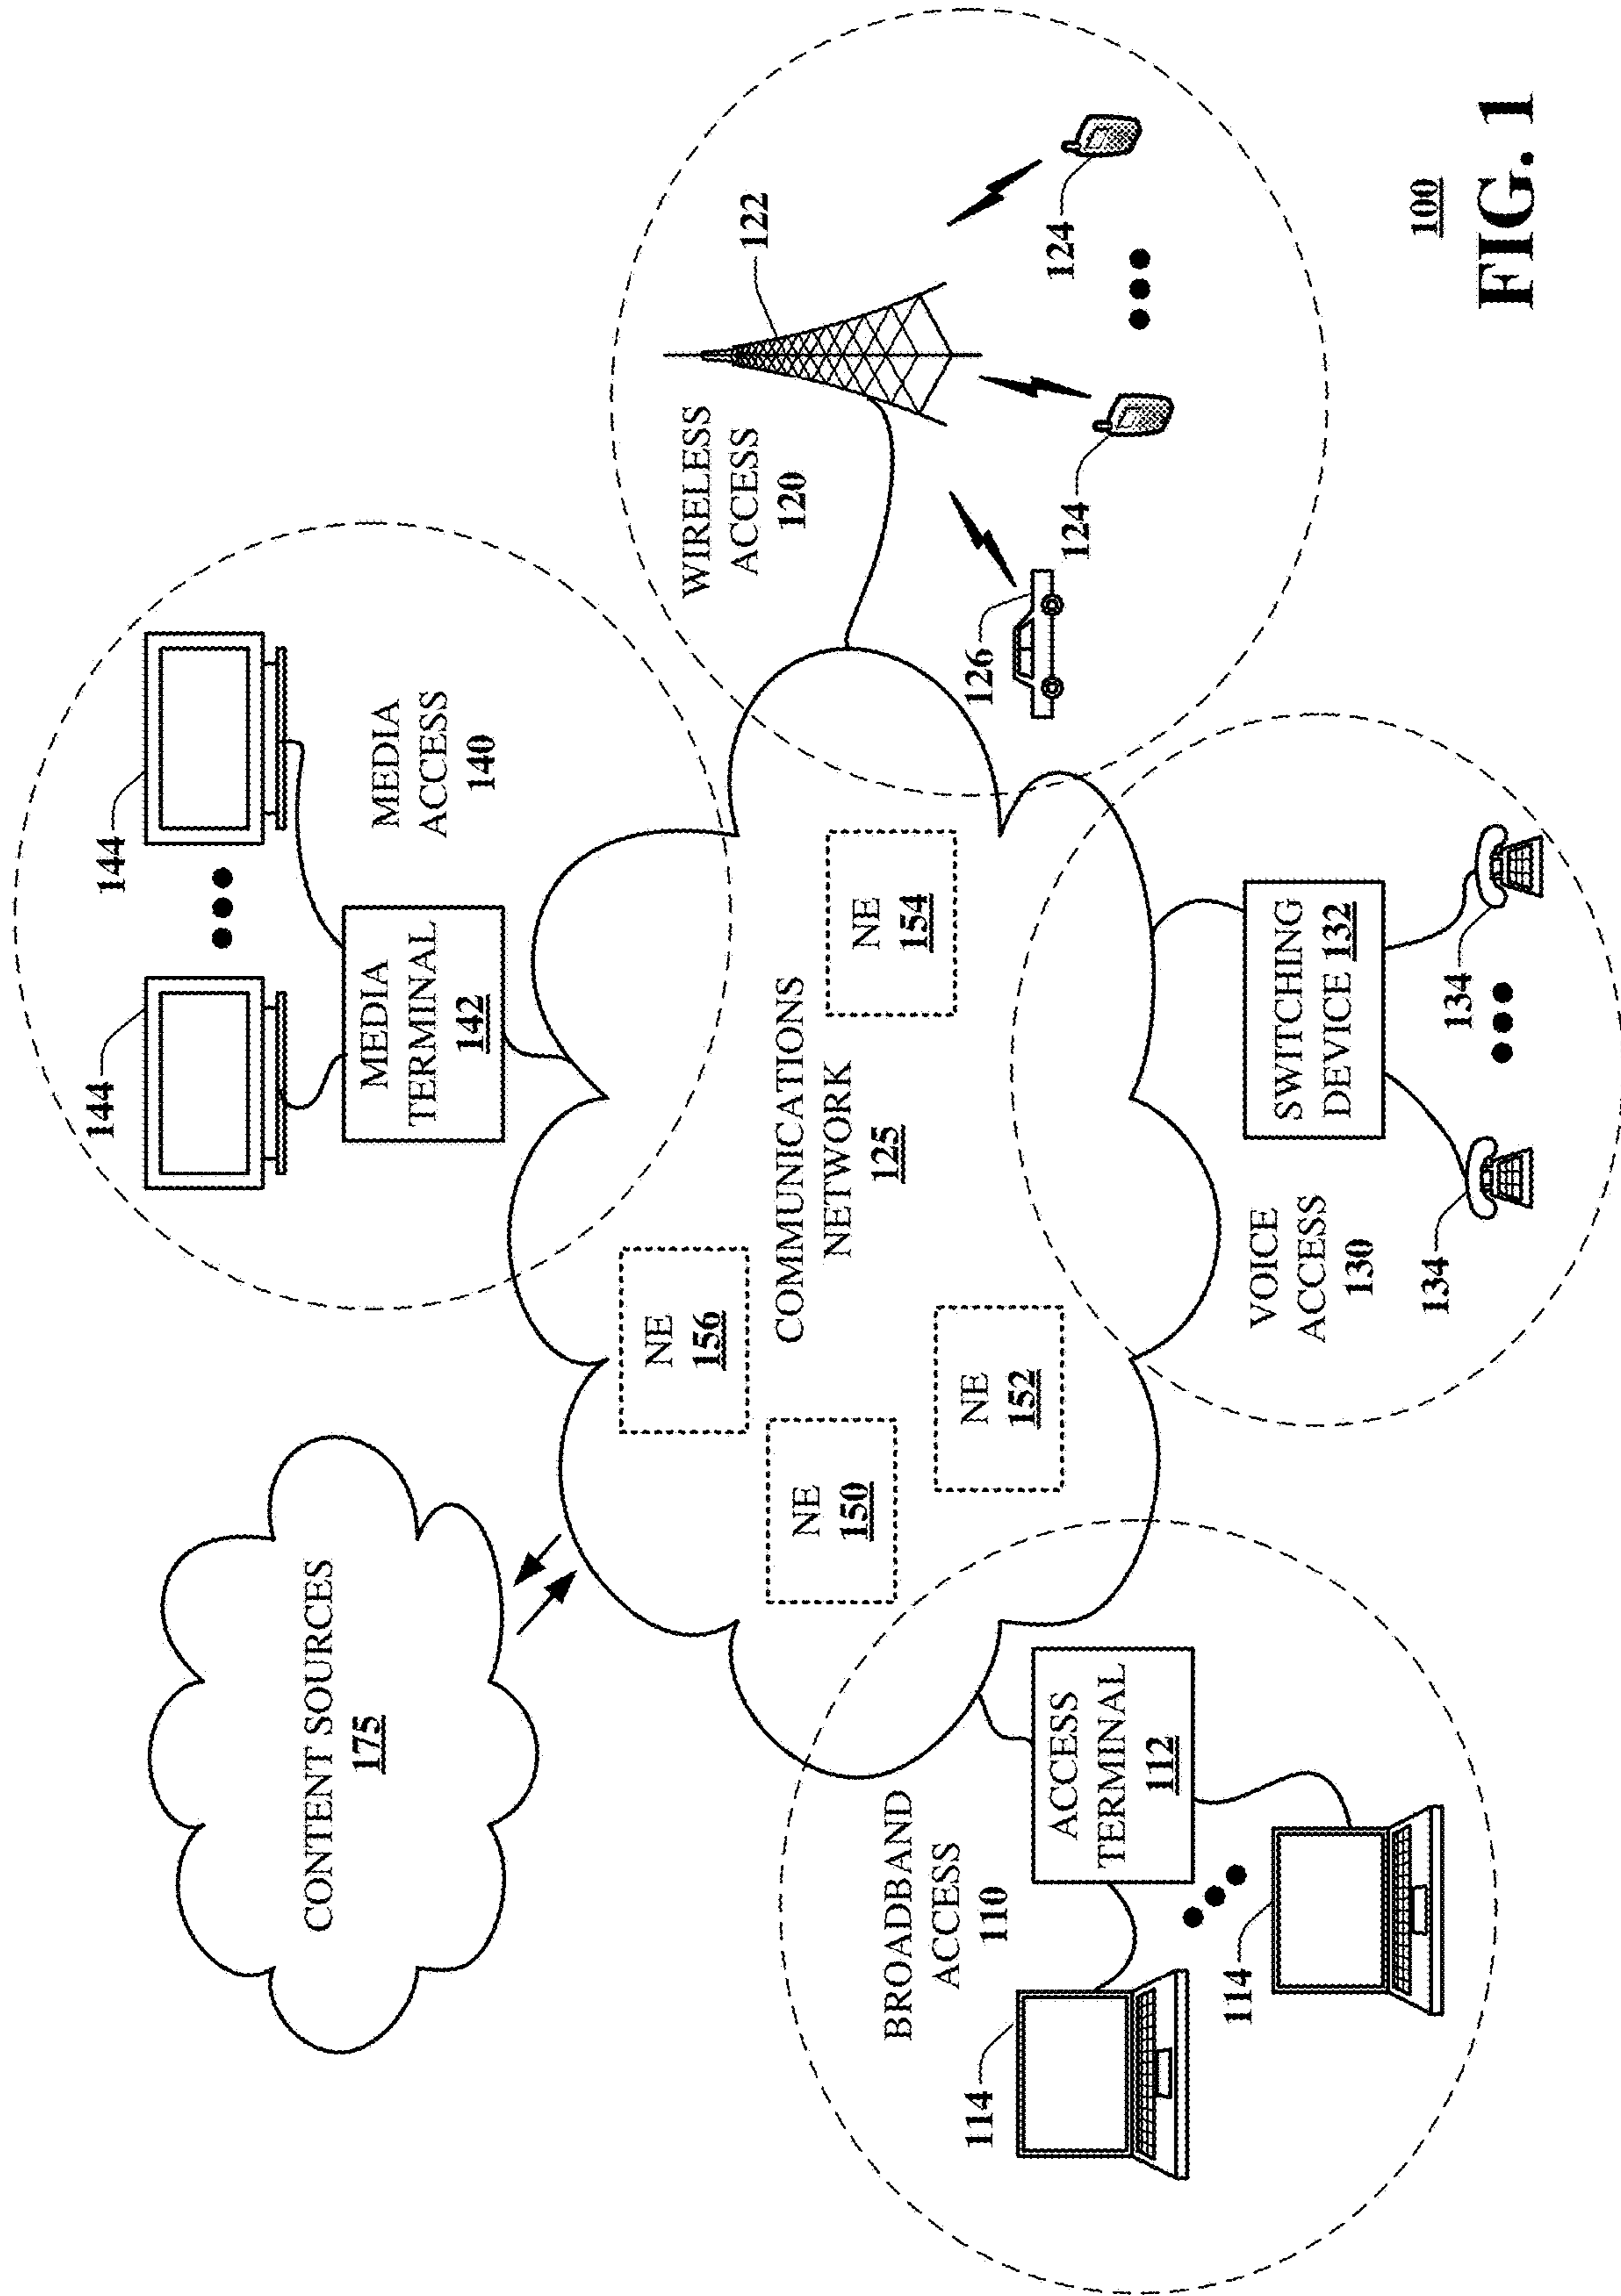 CONTENT SOURCES
175
144
144
MEDIA
TERMINAL
142
MEDIA
ACCESS
140
WIRELESS
ACCESS
120
122
NE
156
NE
150
COMMUNICATIONS
NETWORK
125
NE
154
NE
152
BROADBAND
ACCESS
110
114
ACCESS
TERMINAL
112
114
126
124
124
VOICE
ACCESS
130
SWITCHING
DEVICE 132
134
134
100
FIG. 1